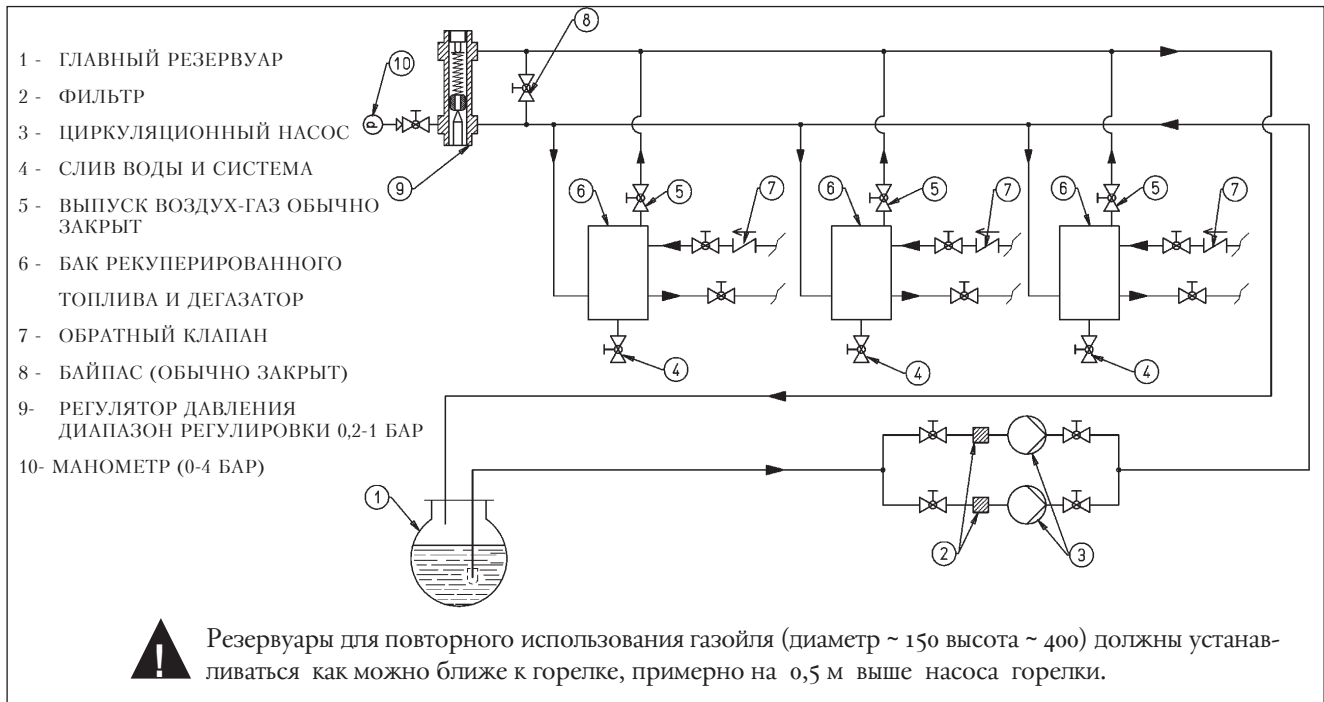 1 - ГЛАВНЫЙ РЕЗЕРВУАР
2 - ФИЛЬТР
3 - ЦИРКУЛЯЦИОННЫЙ НАСОС
4 - СЛИВ ВОДЫ И СИСТЕМА
5 - ВЫПУСК ВОЗДУХ-ГАЗ ОБЫЧНО
ЗАКРЫТ
6 - БАК РЕКУПЕРИРОВАННОГО
ТОПЛИВА И ДЕГАЗАТОР
7 - ОБРАТНЫЙ КЛАПАН
8 - БАЙПАС (ОБЫЧНО ЗАКРЫТ)
9- РЕГУЛЯТОР ДАВЛЕНИЯ
ДИАПАЗОН РЕГУЛИРОВКИ 0,2-1 БАР
10- МАНОМЕТР (0-4 БАР)
8
10
p
9
6
5
7
6
5
7
6
5
7
4
4
4
1
2
3
!
Резервуары для повторного использования газойля (диаметр ~ 150 высота ~ 400) должны устанав-
ливаться как можно ближе к горелке, примерно на 0,5 м выше насоса горелки.